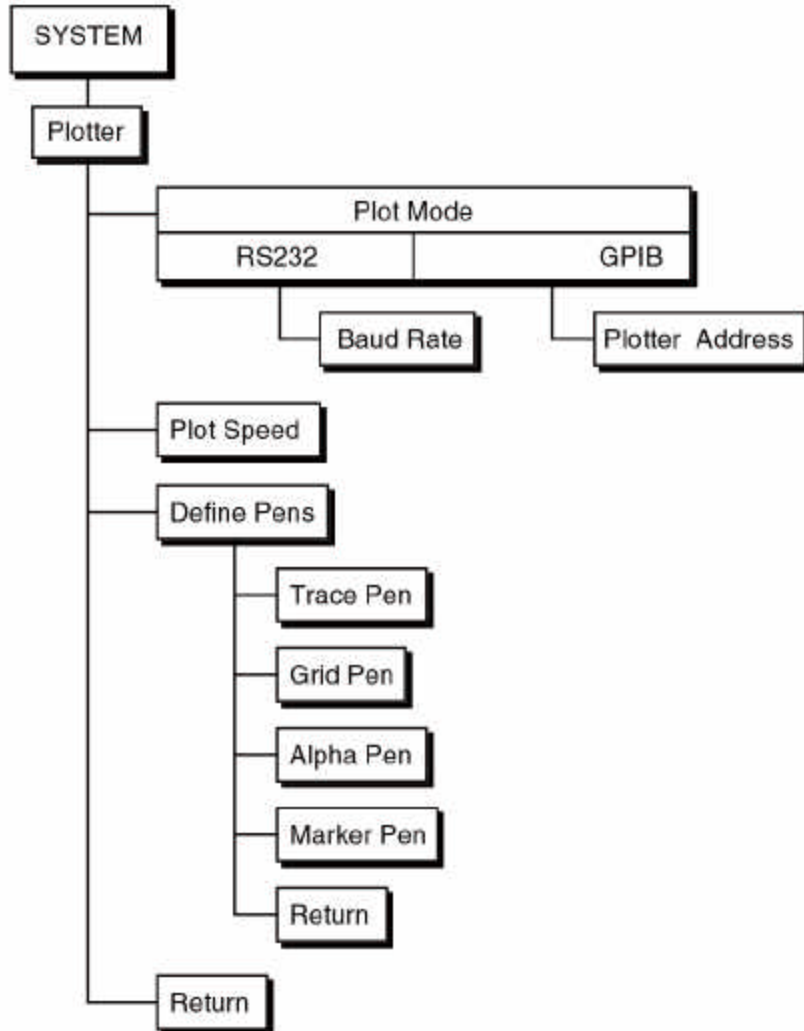 SYSTEM
Plotter
Plot Mode
RS232 GPIB
Baud Rate Plotter Address
Plot Speed
Define Pens
Trace Pen
Grid Pen
Alpha Pen
Marker Pen
Return
Return